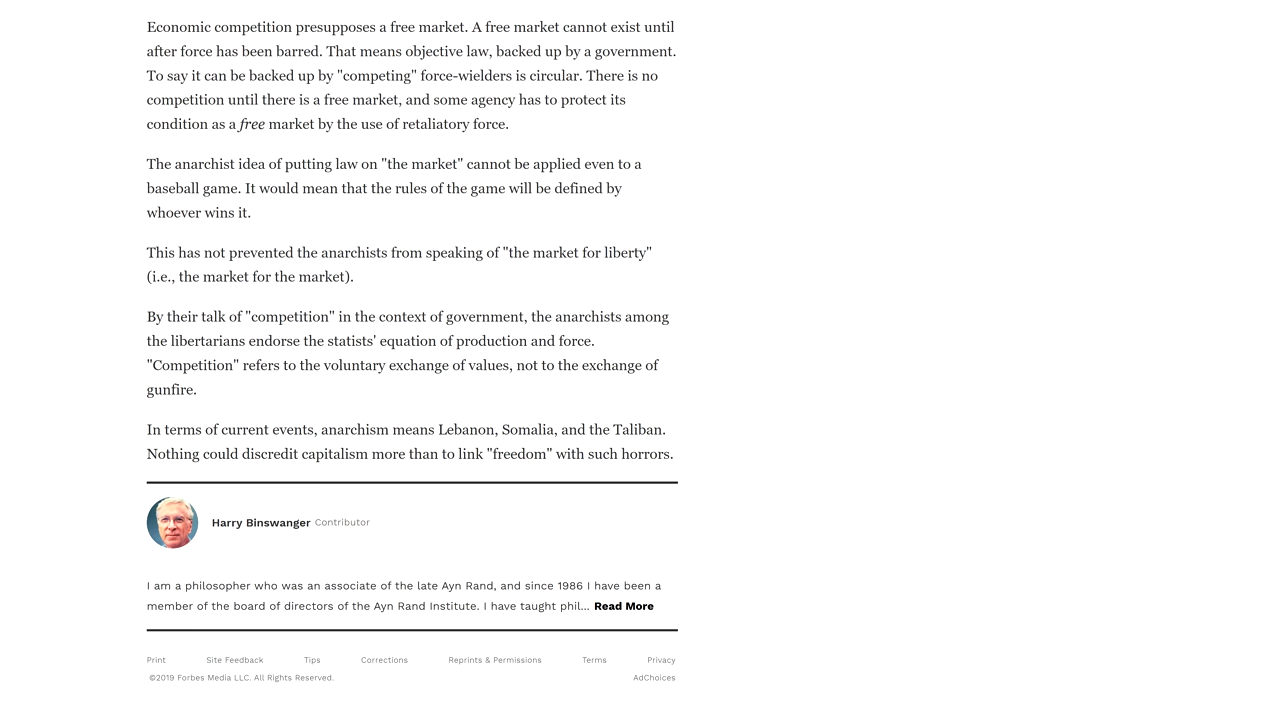 Economic competition presupposes a free market. A free market cannot exist until
after force has been barred. That means objective law, backed up by a government.
To say it can be backed up by "competing" force-wielders is circular. There is no
competition until there is a free market, and some agency has to protect its
condition as a free market by the use of retaliatory force.
The anarchist idea of putting law on "the market" cannot be applied even to a
baseball game. It would mean that the rules of the game will be defined by
whoever wins it.
This has not prevented the anarchists from speaking of "the market for liberty"
(i.e., the market for the market).
By their talk of "competition" in the context of government, the anarchists among
the libertarians endorse the statists' equation of production and force.
"Competition" refers to the voluntary exchange of values, not to the exchange of
gunfire.
In terms of current events, anarchism means Lebanon, Somalia, and the Taliban.
Nothing could discredit capitalism more than to link "freedom" with such horrors.
Harry Binswanger Contributor
I am a philosopher who was an associate of the late Ayn Rand, and since 1986 I have been a
member of the board of directors of the Ayn Rand Institute. I have taught phil... Read More
Print Site Feedback Tips Corrections Reprints & Permissions Terms Privacy
©2019 Forbes Media LLC. All Rights Reserved. AdChoices